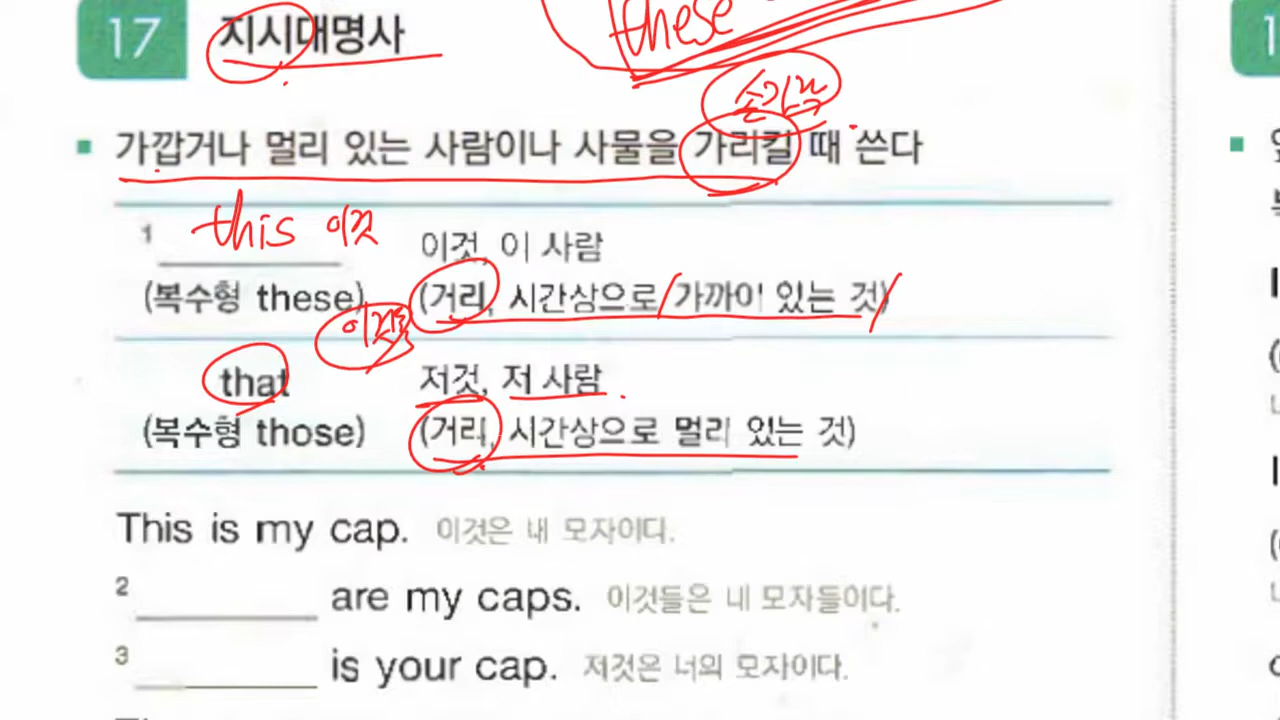 these
17 지시대명사
손가락
가깝거나 멀리 있는 사람이나 사물을 가리킬 때 쓴다
1 this 이것 이것, 이 사람
(복수형 these) (거리, 시간상으로 가까이 있는 것)
이것들
that 저것, 저 사람
(복수형 those) (거리, 시간상으로 멀리 있는 것)
This is my cap. 이것은 내 모자이다.
2 are my caps. 이것들은 내 모자들이다.
3 is your cap. 저것은 너의 모자이다.